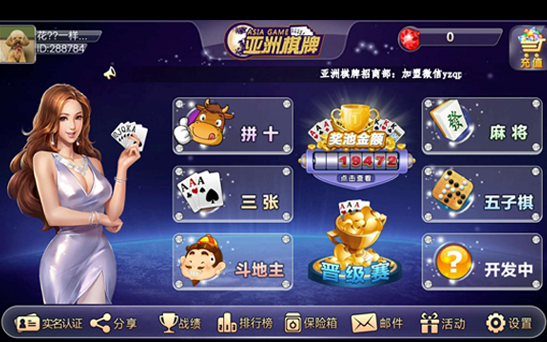 花??一样...
ID:288784
ASIA GAME
亚洲棋牌
0
充值
亚洲棋牌招商部：加盟微信yzqp
拼十
奖池金额
19472
点击查看
麻将
三张
五子棋
斗地主
晋级赛
开发中
实名认证
分享
战绩
排行榜
保险箱
邮件
活动
设置